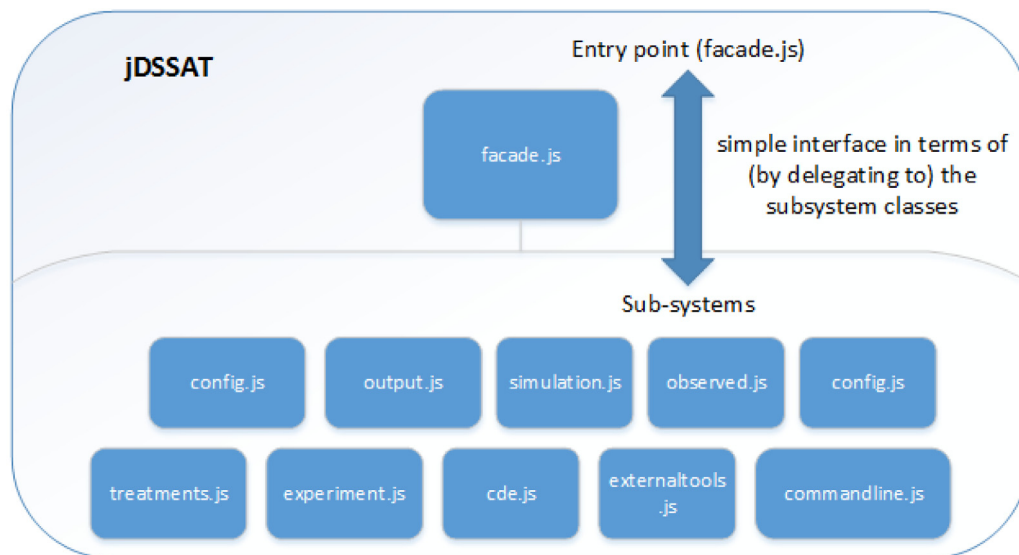 jDSSAT
Entry point (facade.js)
facade.js
simple interface in terms of
(by delegating to) the
subsystem classes
Sub-systems
config.js
output.js
simulation.js
observed.js
config.js
treatments.js
experiment.js
cde.js
externaltools
.js
commandline.js